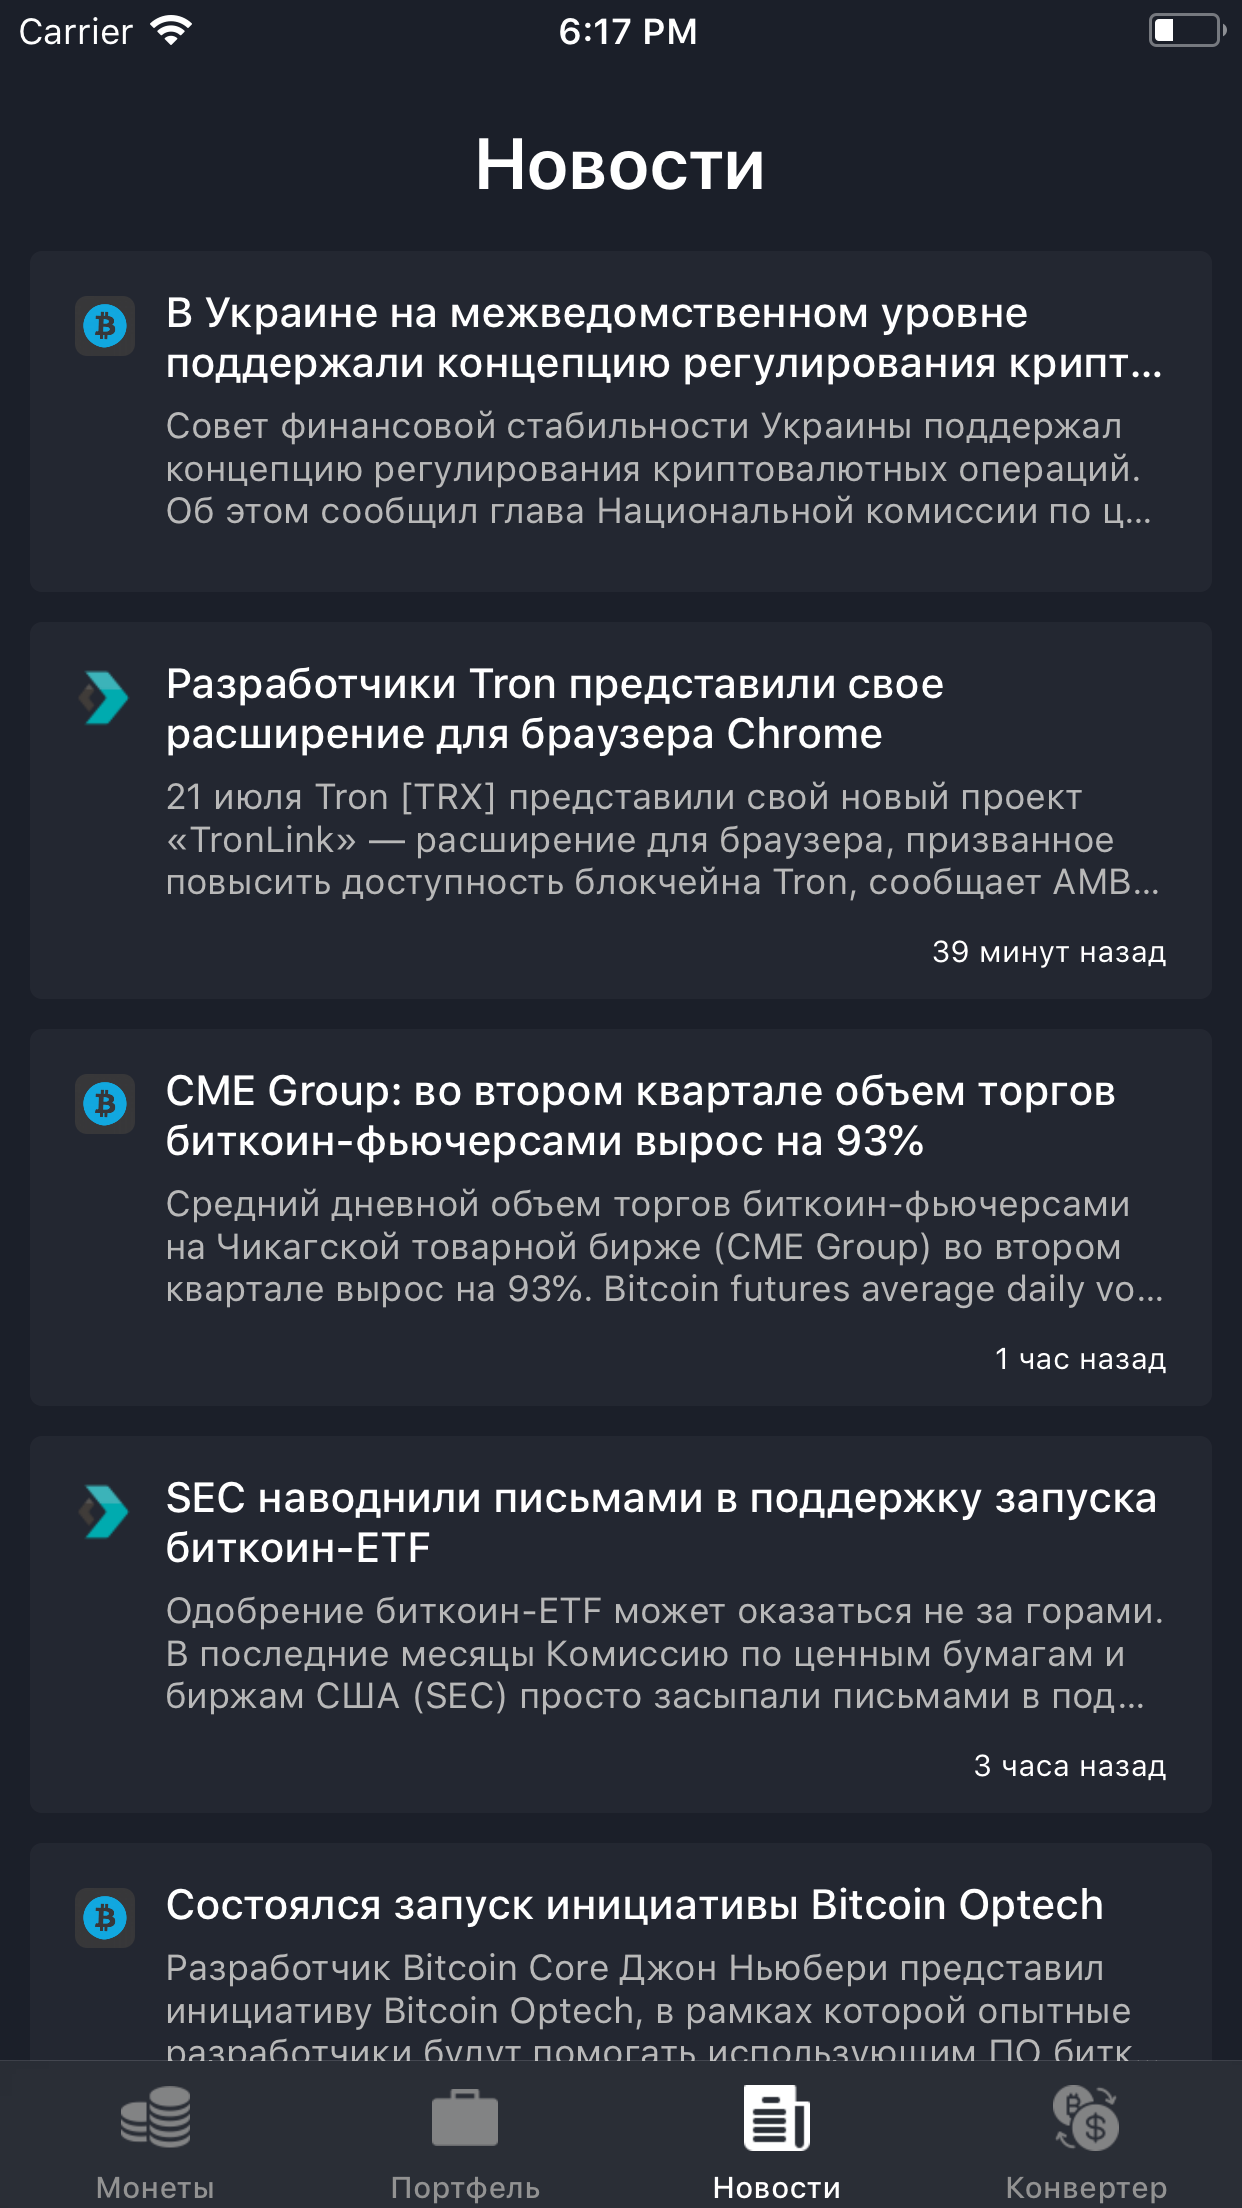 Carrier 6:17 PM
Новости
В Украине на межведомственном уровне
поддержали концепцию регулирования крипт...
Совет финансовой стабильности Украины поддержал
концепцию регулирования криптовалютных операций.
Об этом сообщил глава Национальной комиссии по ц...
Разработчики Tron представили свое
расширение для браузера Chrome
21 июля Tron [TRX] представили свой новый проект
«TronLink» — расширение для браузера, призванное
повысить доступность блокчейна Tron, сообщает AMB...
39 минут назад
CME Group: во втором квартале объем торгов
биткоин-фьючерсами вырос на 93%
Средний дневной объем торгов биткоин-фьючерсами
на Чикагской товарной бирже (CME Group) во втором
квартале вырос на 93%. Bitcoin futures average daily vo...
1 час назад
SEC наводнили письмами в поддержку запуска
биткоин-ETF
Одобрение биткоин-ETF может оказаться не за горами.
В последние месяцы Комиссию по ценным бумагам и
биржам США (SEC) просто засыпали письмами в под...
3 часа назад
Состоялся запуск инициативы Bitcoin Optech
Разработчик Bitcoin Core Джон Ньюбери представил
инициативу Bitcoin Optech, в рамках которой опытные
разработчики будут помогать использующим ПО битк...
Монеты Портфель Новости Конвертер